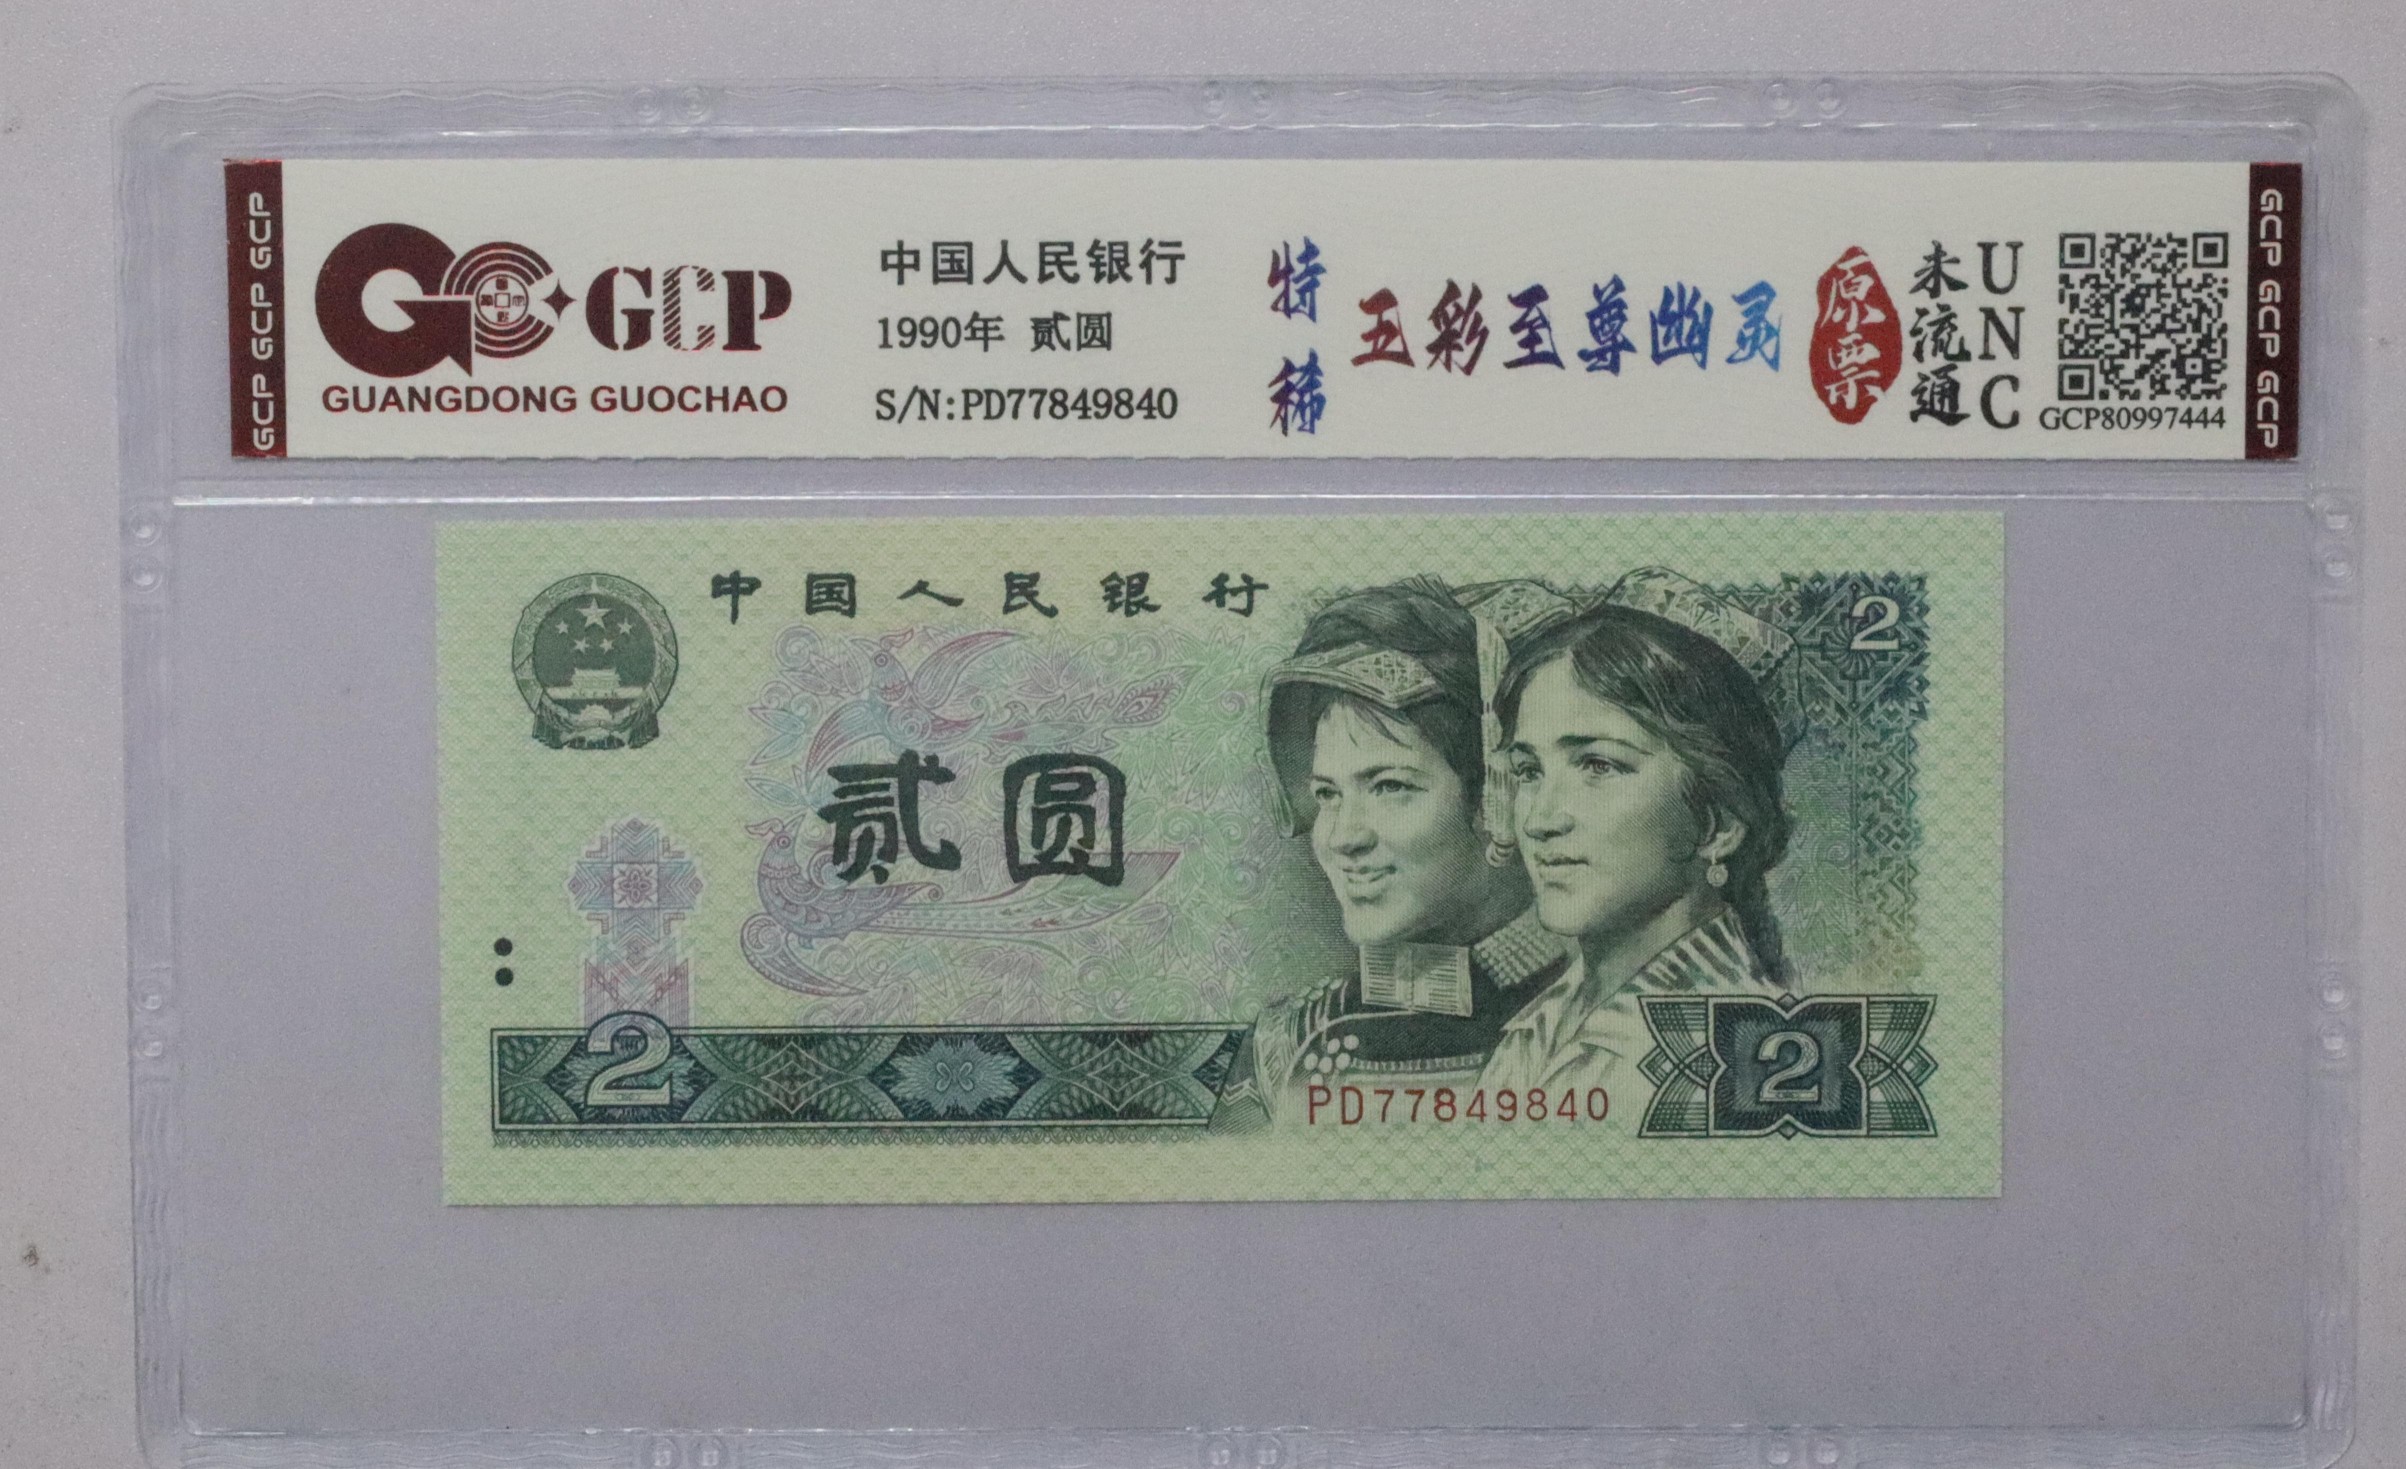 GCP GCP GCP
GCP
GUANGDONG GUOCHAO
中国人民银行
1990年 贰圆
S/N:PD77849840
特稀
五彩至尊幽灵
原票
未流通
UNC
GCP80997444
GCP GCP GCP
中国人民银行
2
贰圆
2
PD77849840
2